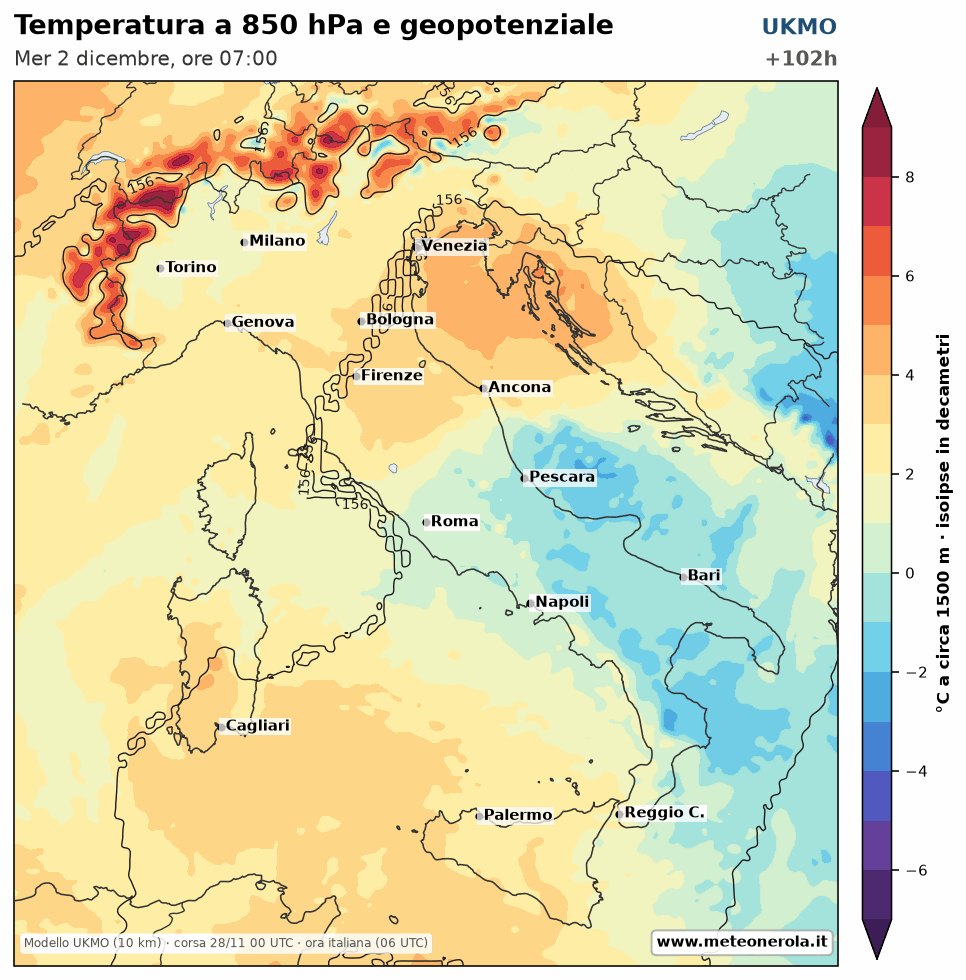 Temperatura a 850 hPa e geopotenziale
UKMO
Mer 2 dicembre, ore 07:00
+102h
156
156
156
156
Venezia
Milano
Torino
Genova
Bologna
Firenze
Ancona
156
156
Pescara
Roma
Bari
Napoli
Cagliari
Palermo
Reggio C.
8
6
4
2
0
−2
−4
−6
°C a circa 1500 m · isoipse in decametri
Modello UKMO (10 km) · corsa 28/11 00 UTC · ora italiana (06 UTC)
www.meteonerola.it